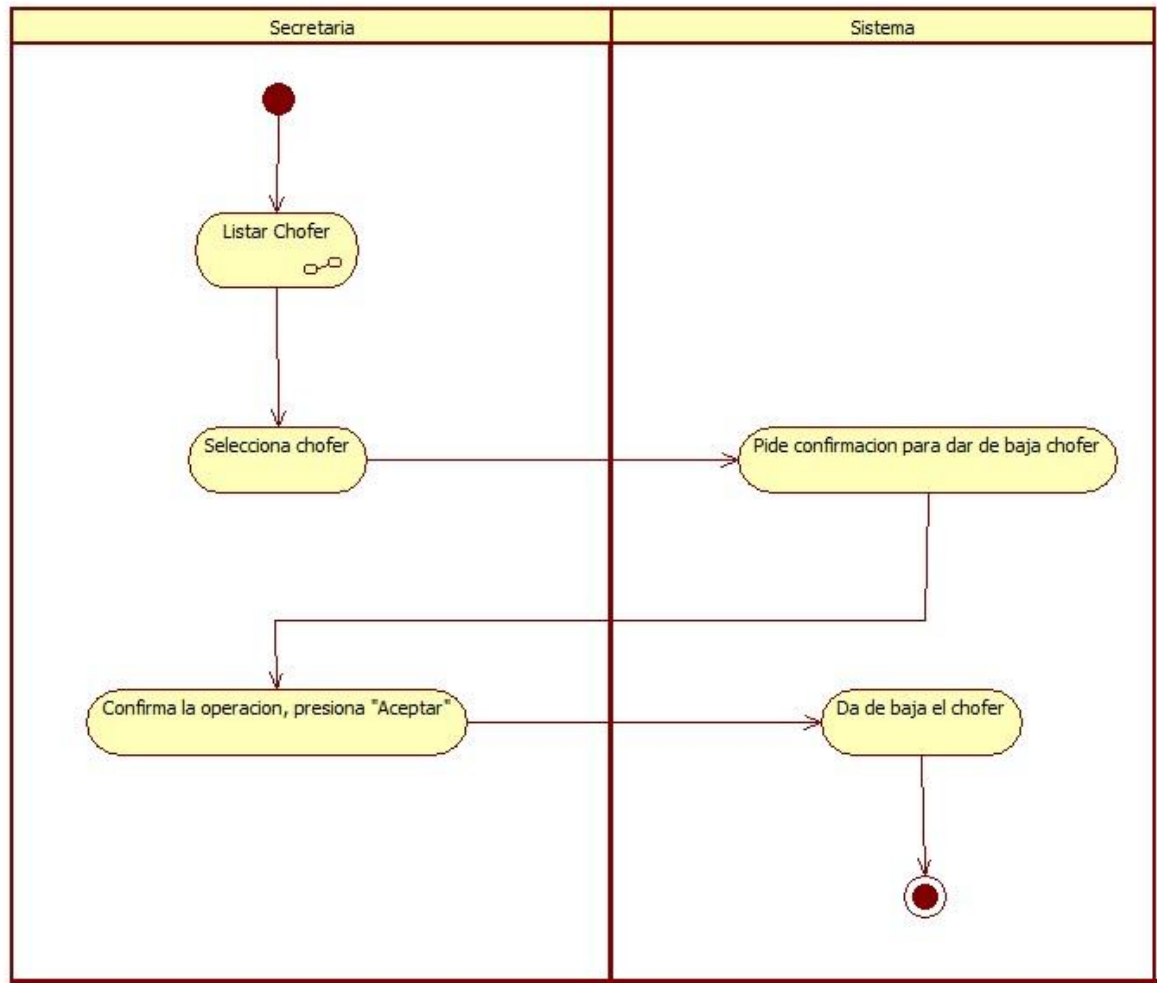 Secretaria
Sistema
Listar Chofer
Selecciona chofer
Pide confirmacion para dar de baja chofer
Confirma la operacion, presiona "Aceptar"
Da de baja el chofer